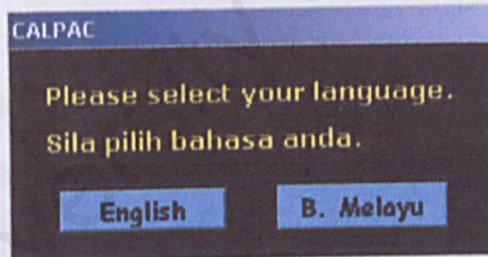 CALPAC
Please select your language.
Sila pilih bahasa anda.
English B. Melayu